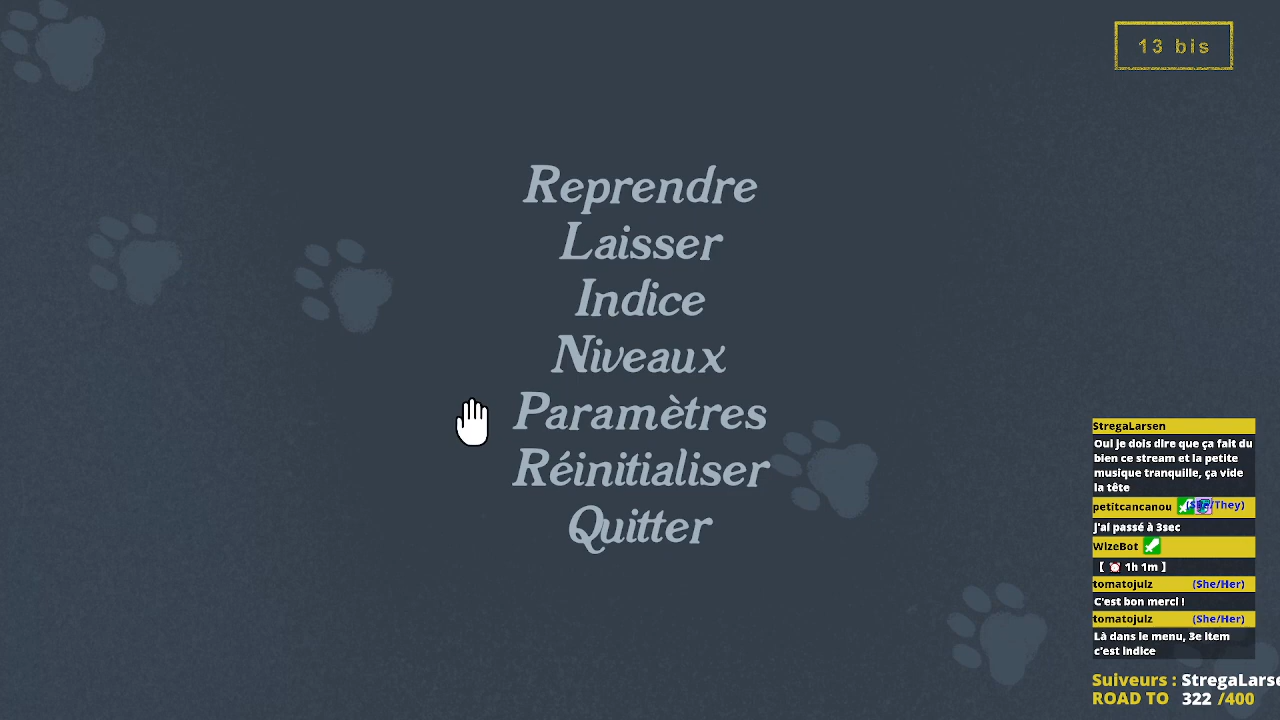 13 bis
Reprendre
Laisser
Indice
Niveaux
Paramètres
Réinitialiser
Quitter
StregaLarsen
Oui je dois dire que ça fait du
bien ce stream et la petite
musique tranquille, ça vide
la tête
petitcancanou (She/They)
J'ai passé à 3sec
WizeBot
[ 1h 1m ]
tomatojulz (She/Her)
C'est bon merci !
tomatojulz (She/Her)
Là dans le menu, 3e item
c'est indice
Suiveurs : StregaLarse
ROAD TO 322 /400